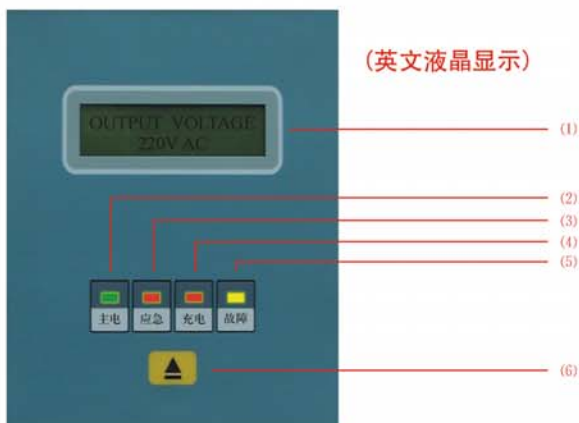 (英文液晶显示)
OUTPUT VOLTAGE
220V AC
(1)
(2)
(3)
(4)
(5)
主电 应急 充电 故障
(6)